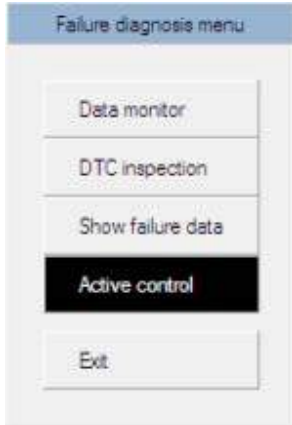 Failure diagnosis menu
Data monitor
DTC inspection
Show failure data
Active control
Exit